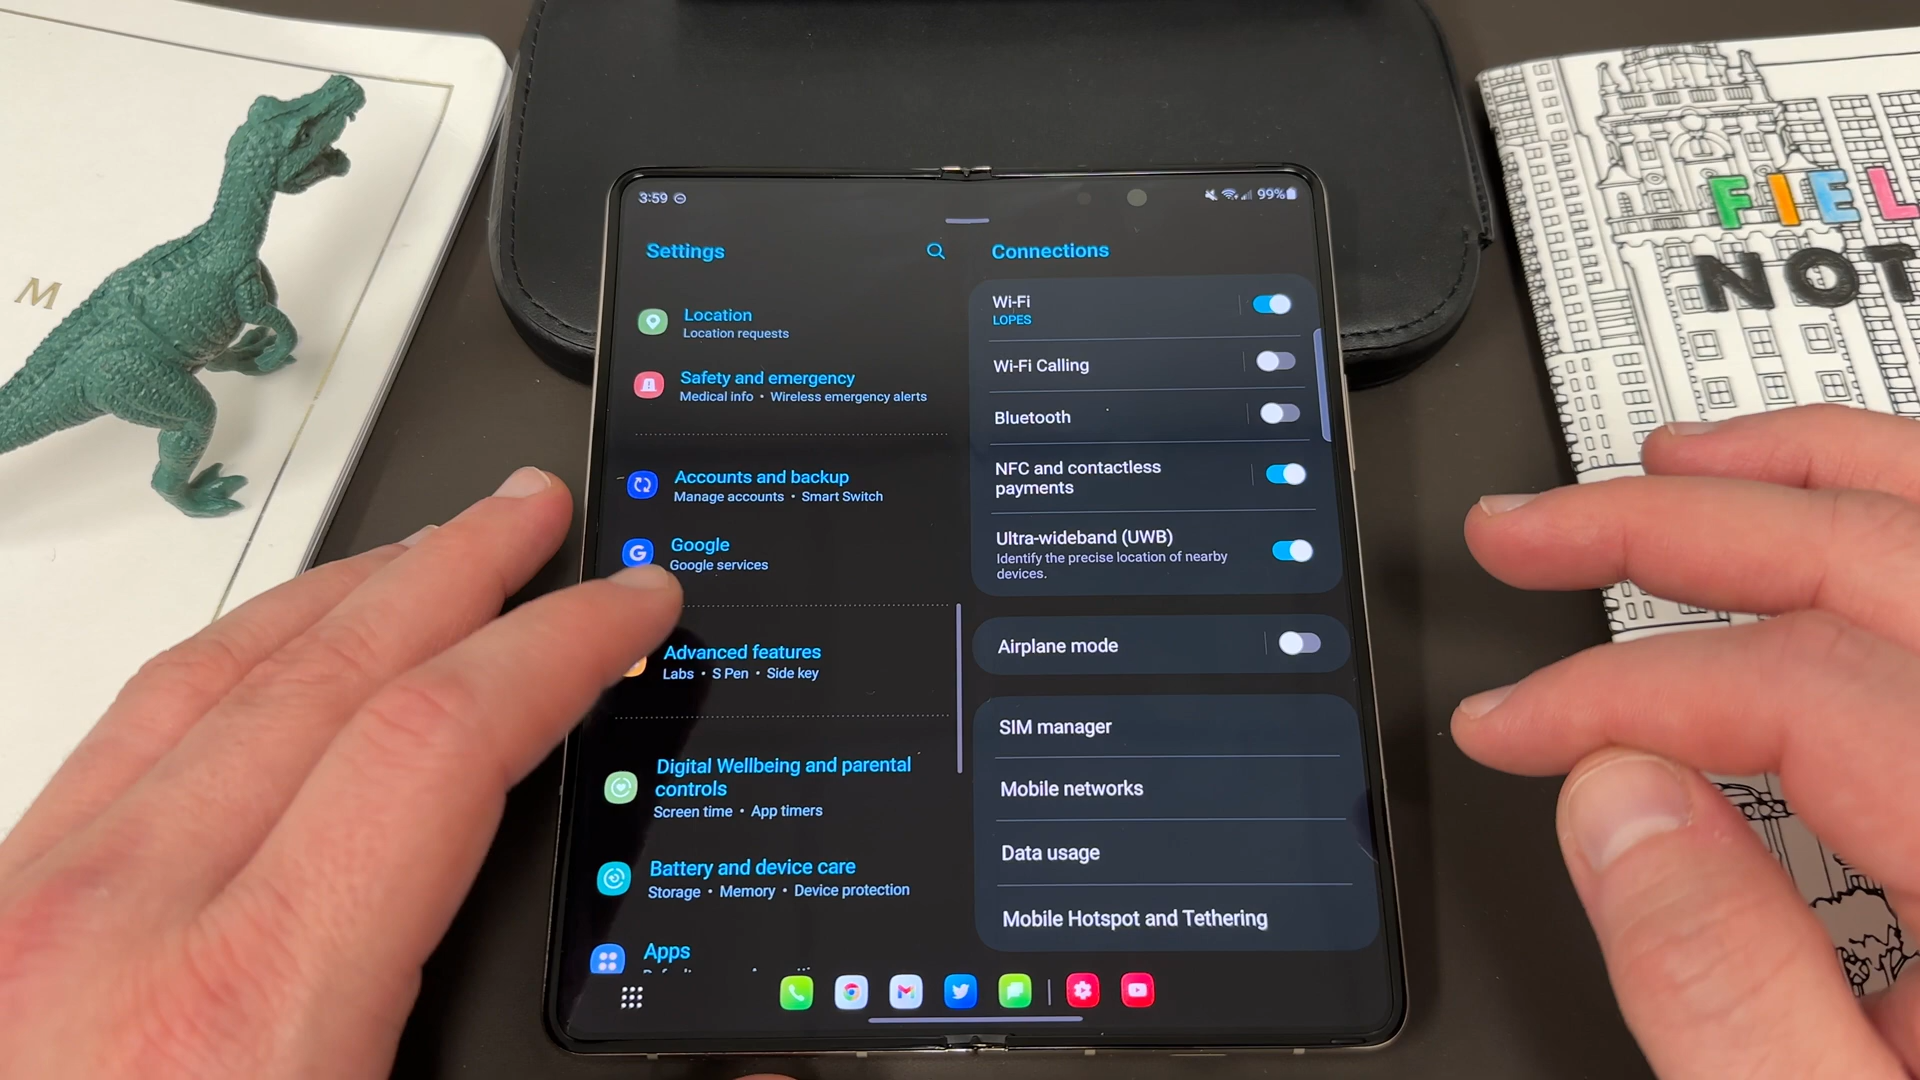 M
FIEL
NOT
3:59
99%
Settings
Location
Location requests
Safety and emergency
Medical info • Wireless emergency alerts
Accounts and backup
Manage accounts • Smart Switch
Google
Google services
Advanced features
Labs • S Pen • Side key
Digital Wellbeing and parental
controls
Screen time • App timers
Battery and device care
Storage • Memory • Device protection
Apps
Connections
Wi-Fi
LOPES
Wi-Fi Calling
Bluetooth
NFC and contactless
payments
Ultra-wideband (UWB)
Identify the precise location of nearby
devices.
Airplane mode
SIM manager
Mobile networks
Data usage
Mobile Hotspot and Tethering